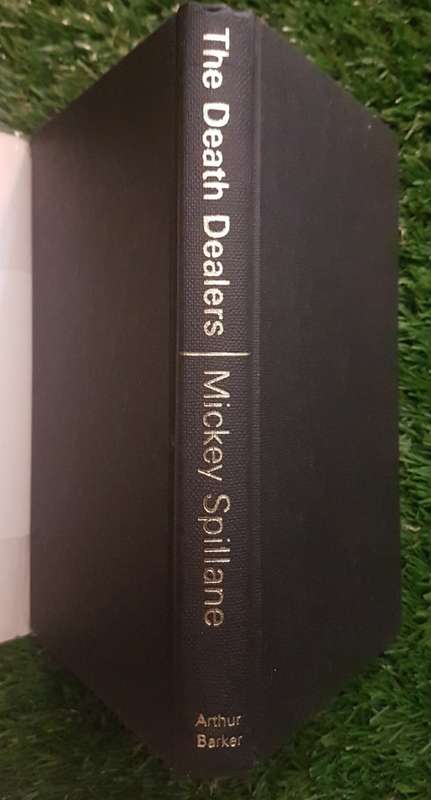 The Death Dealers | Mickey Spillane
Arthur
Barker